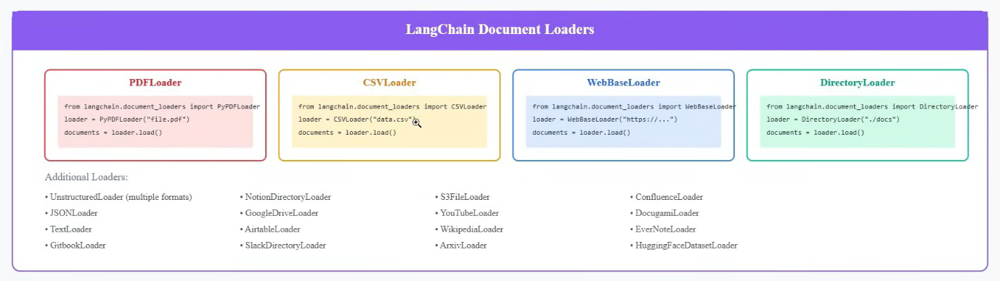 LangChain Document Loaders
PDFLoader
from langchain.document_loaders import PyPDFLoader
loader = PyPDFLoader("file.pdf")
documents = loader.load()
CSVLoader
from langchain.document_loaders import CSVLoader
loader = CSVLoader("data.csv")
documents = loader.load()
WebBaseLoader
from langchain.document_loaders import WebBaseLoader
loader = WebBaseLoader("https://...")
documents = loader.load()
DirectoryLoader
from langchain.document_loaders import DirectoryLoader
loader = DirectoryLoader("./docs")
documents = loader.load()
Additional Loaders:
• UnstructuredLoader (multiple formats)
• JSONLoader
• TextLoader
• GitbookLoader
• NotionDirectoryLoader
• GoogleDriveLoader
• AirtableLoader
• SlackDirectoryLoader
• S3FileLoader
• YouTubeLoader
• WikipediaLoader
• ArxivLoader
• ConfluenceLoader
• DocugamiLoader
• EverNoteLoader
• HuggingFaceDatasetLoader